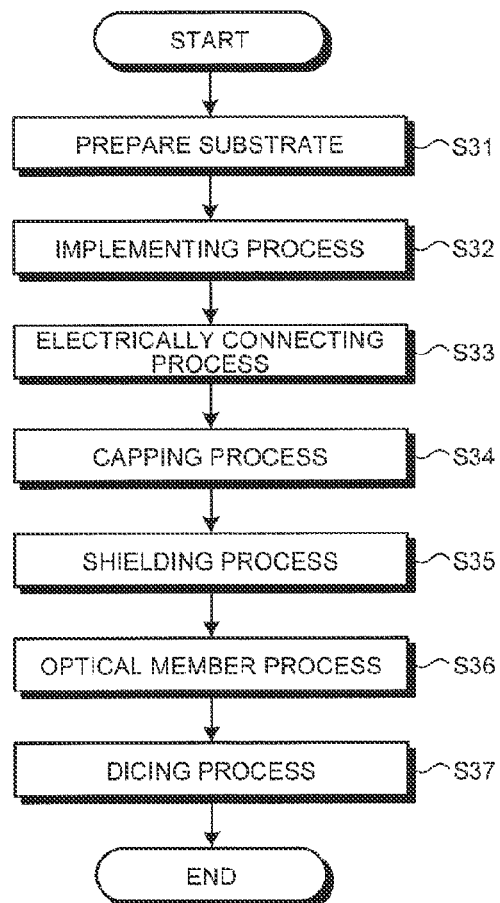 START
PREPARE SUBSTRATE
S31
IMPLEMENTING PROCESS
S32
ELECTRICALLY CONNECTING
PROCESS
S33
CAPPING PROCESS
S34
SHIELDING PROCESS
S35
OPTICAL MEMBER PROCESS
S36
DICING PROCESS
S37
END